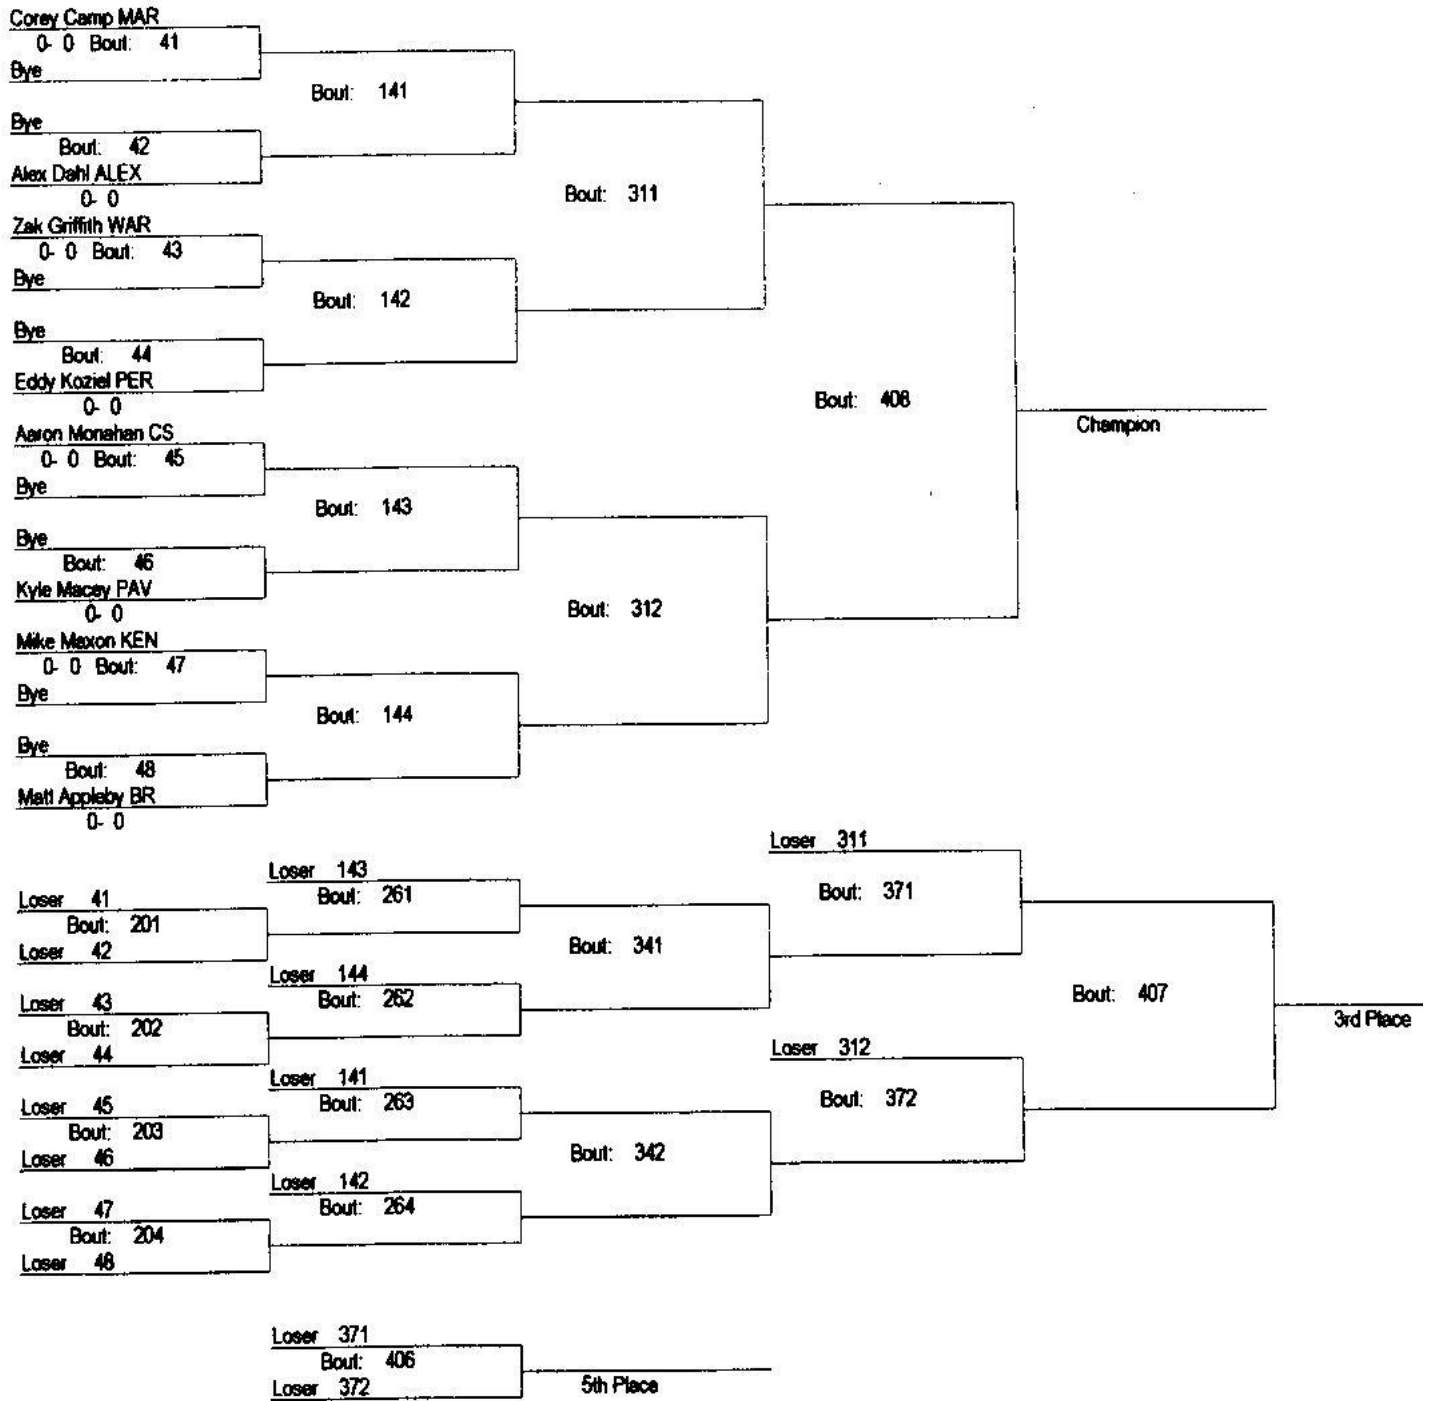 Corey Camp MAR
0- 0 Bout: 41
Bye
Bout: 141
Bye
Bout: 42
Alex Dahl ALEX
0- 0
Bout: 311
Zak Griffith WAR
0- 0 Bout: 43
Bye
Bout: 142
Bye
Bout: 44
Eddy Koziel PER
0- 0
Bout: 408
Champion
Aaron Monahan CS
0- 0 Bout: 45
Bye
Bout: 143
Bye
Bout: 46
Kyle Macey PAV
0- 0
Bout: 312
Mike Maxon KEN
0- 0 Bout: 47
Bye
Bout: 144
Bye
Bout: 48
Matt Appleby BR
0- 0
Loser 311
Loser 143
Bout: 261
Bout: 371
Loser 41
Bout: 201
Loser 42
Bout: 341
Loser 144
Bout: 262
Bout: 407
3rd Place
Loser 43
Bout: 202
Loser 44
Loser 312
Loser 141
Bout: 263
Bout: 372
Loser 45
Bout: 203
Loser 46
Bout: 342
Loser 142
Bout: 264
Loser 47
Bout: 204
Loser 48
Loser 371
Bout: 406
Loser 372
5th Place